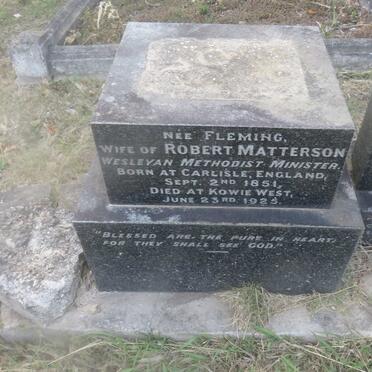 NÉE FLEMING,
WIFE OF ROBERT MATTERSON
WESLEYAN METHODIST MINISTER.
BORN AT CARLISLE, ENGLAND,
SEPT. 2ND 1851,
DIED AT KOWIE WEST,
JUNE 23RD 1925.
"BLESSED ARE THE PURE IN HEART,
FOR THEY SHALL SEE GOD."